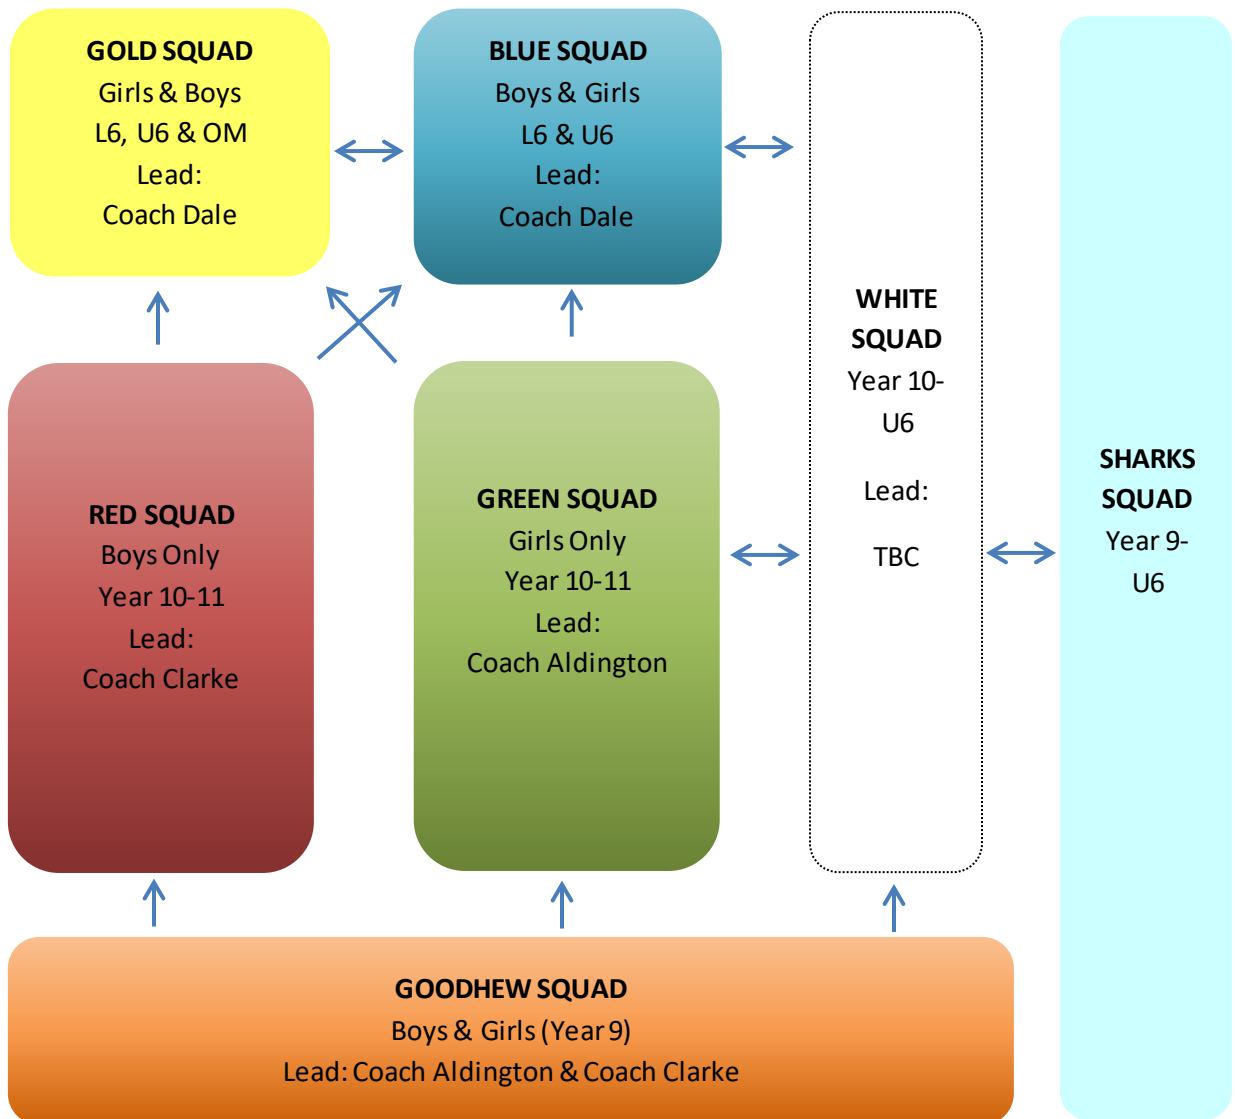 GOLD SQUAD
Girls & Boys
L6, U6 & OM
Lead:
Coach Dale
BLUE SQUAD
Boys & Girls
L6 & U6
Lead:
Coach Dale
WHITE
SQUAD
Year 10-
U6
Lead:
TBC
SHARKS
SQUAD
Year 9-
U6
RED SQUAD
Boys Only
Year 10-11
Lead:
Coach Clarke
GREEN SQUAD
Girls Only
Year 10-11
Lead:
Coach Aldington
GOODHEW SQUAD
Boys & Girls (Year 9)
Lead: Coach Aldington & Coach Clarke